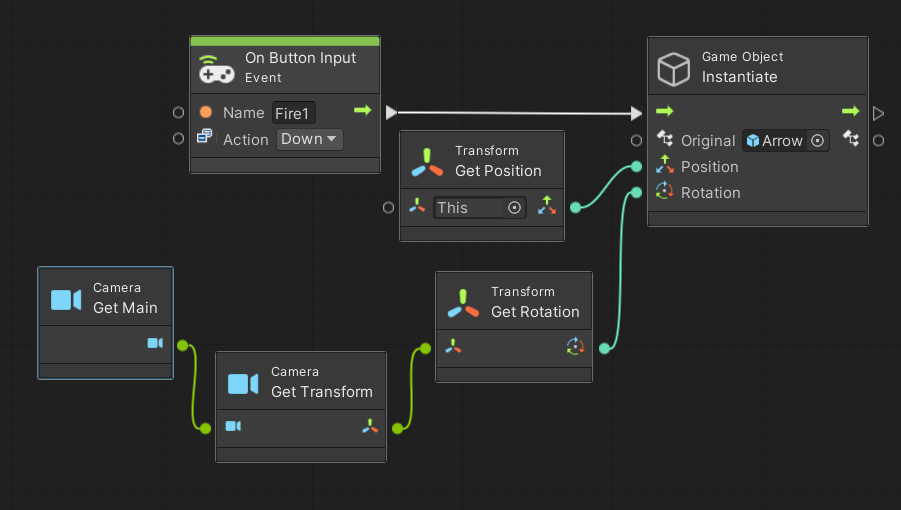 On Button Input
Event
Name Fire1
Action Down
Game Object
Instantiate
Original Arrow
Position
Rotation
Transform
Get Position
This
Camera
Get Main
Transform
Get Rotation
Camera
Get Transform